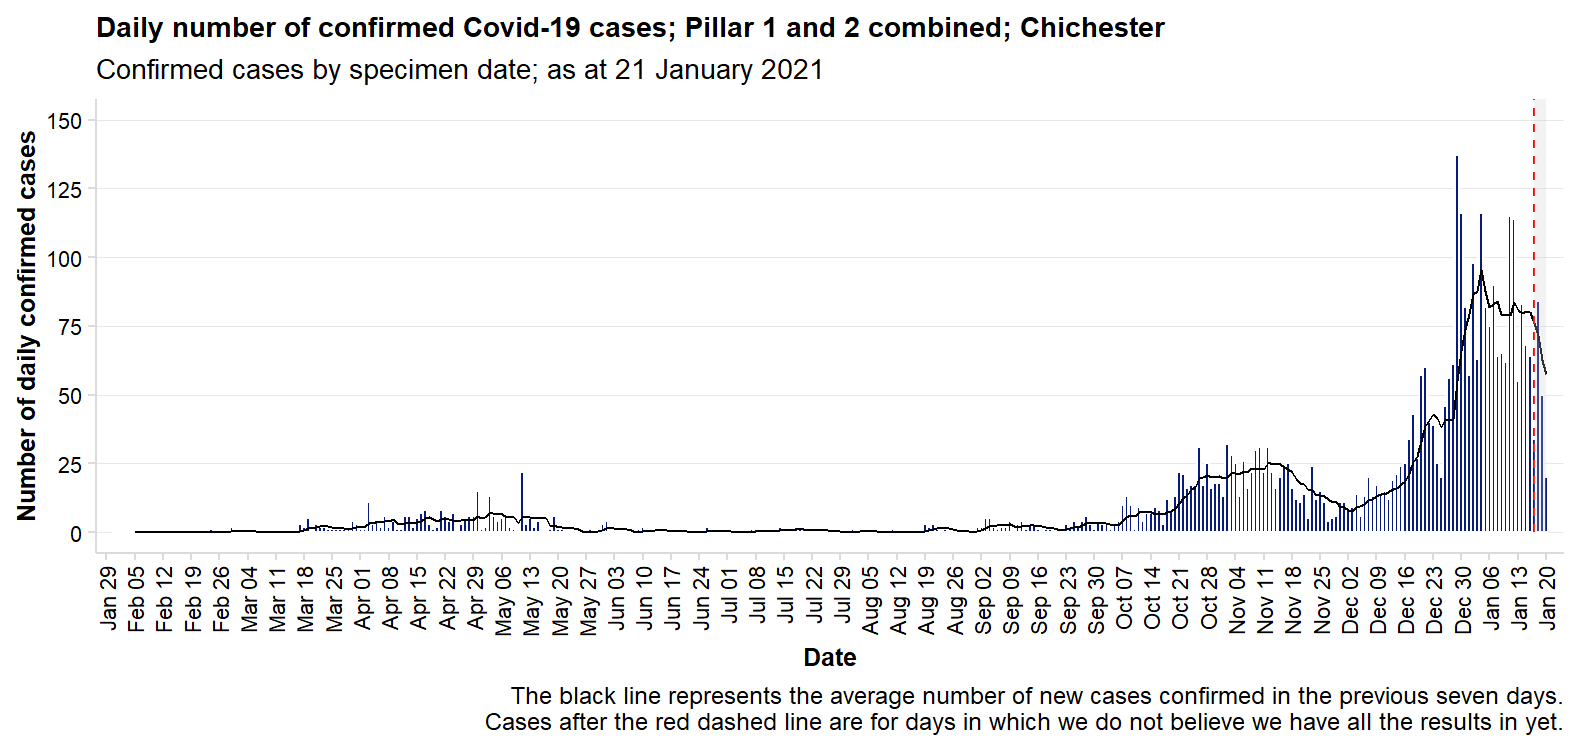 Daily number of confirmed Covid-19 cases; Pillar 1 and 2 combined; Chichester
Confirmed cases by specimen date; as at 21 January 2021
Number of daily confirmed cases
150
125
100
75
50
25
0
Jan 29
Feb 05
Feb 12
Feb 19
Feb 26
Mar 04
Mar 11
Mar 18
Mar 25
Apr 01
Apr 08
Apr 15
Apr 22
Apr 29
May 06
May 13
May 20
May 27
Jun 03
Jun 10
Jun 17
Jun 24
Jul 01
Jul 08
Jul 15
Jul 22
Jul 29
Aug 05
Aug 12
Aug 19
Aug 26
Sep 02
Sep 09
Sep 16
Sep 23
Sep 30
Oct 07
Oct 14
Oct 21
Oct 28
Nov 04
Nov 11
Nov 18
Nov 25
Dec 02
Dec 09
Dec 16
Dec 23
Dec 30
Jan 06
Jan 13
Jan 20
Date
The black line represents the average number of new cases confirmed in the previous seven days.
Cases after the red dashed line are for days in which we do not believe we have all the results in yet.